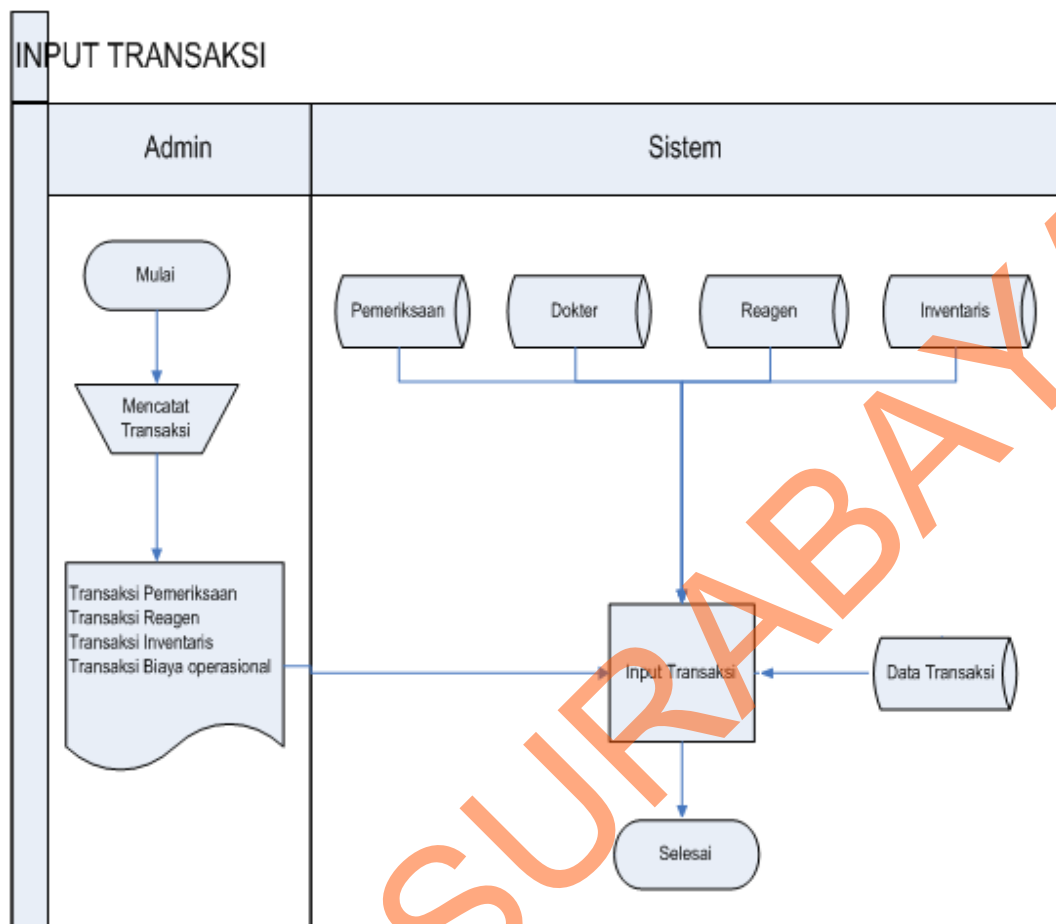 INPUT TRANSAKSI
Admin
Sistem
Mulai
Mencatat
Transaksi
Transaksi Pemeriksaan
Transaksi Reagen
Transaksi Inventaris
Transaksi Biaya operasional
Pemeriksaan
Dokter
Reagen
Inventaris
Input Transaksi
Data Transaksi
Selesai
SURABAYA